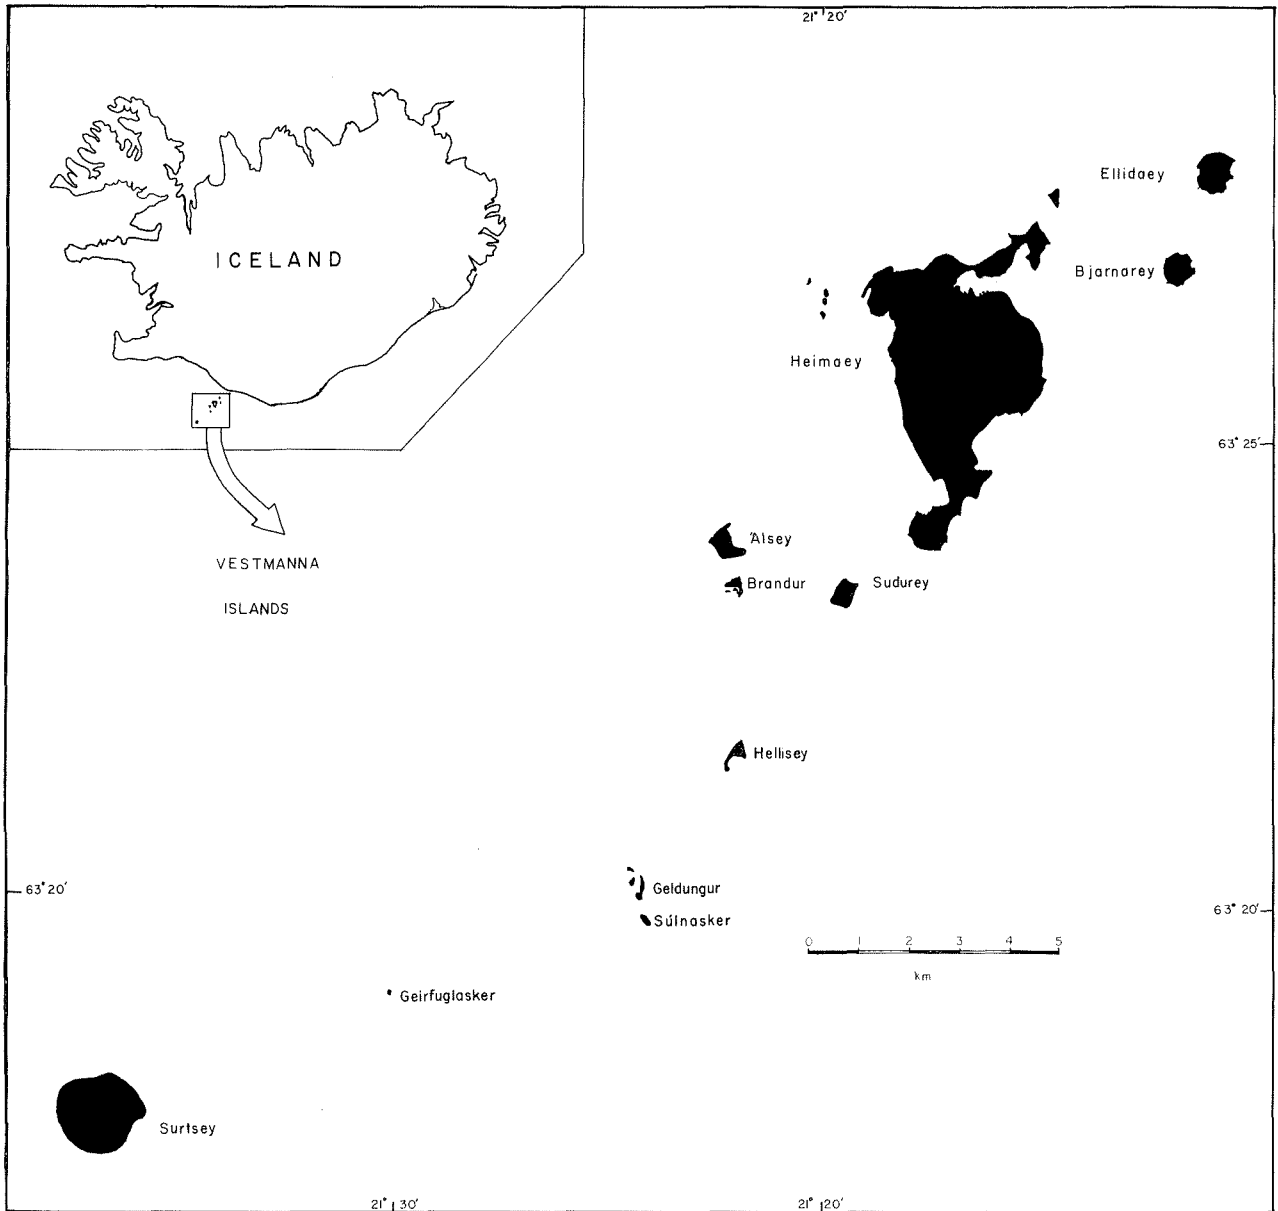 21° 20'
Ellidaey
ICELAND
Bjarnarey
Heimaey
63° 25'
'Alsey
VESTMANNA
ISLANDS
Brandur
Sudurey
Hellisey
63° 20'
Geldungur
63° 20'
Súlnasker
0 1 2 3 4 5
km
Geirfuglasker
Surtsey
21° 30'
21° 20'